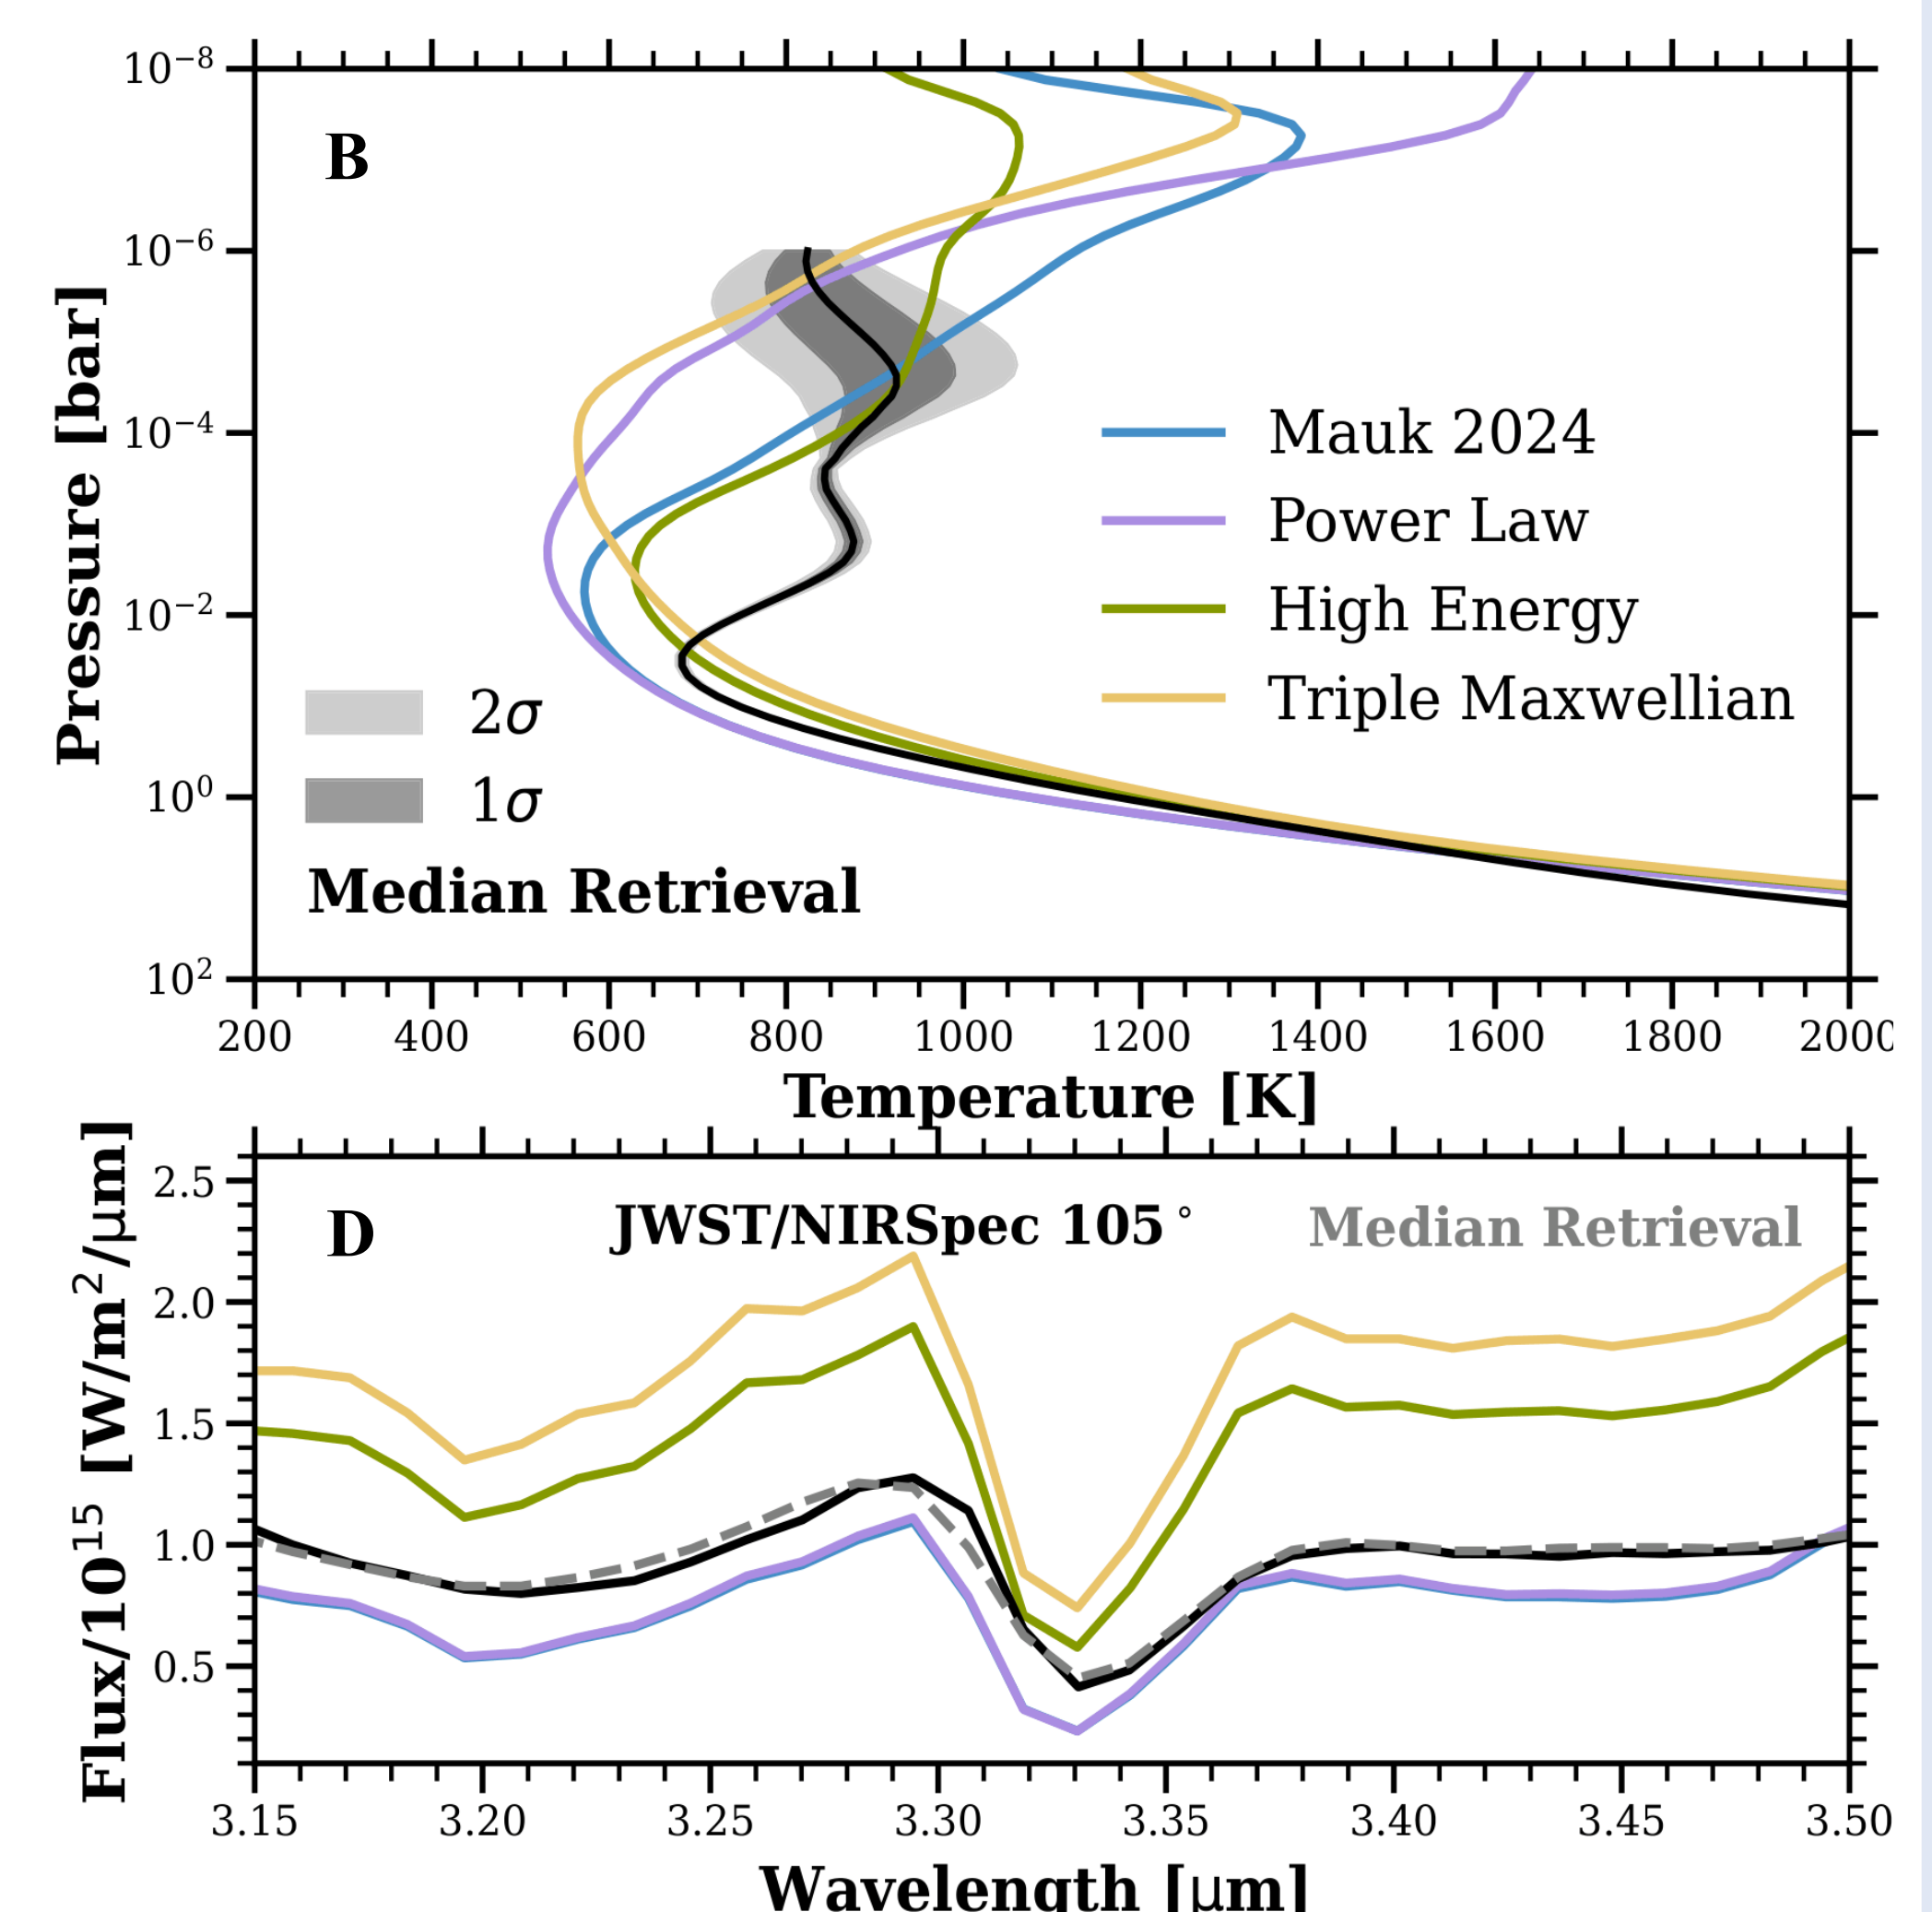 B
Pressure [bar]
10⁻⁸
10⁻⁶
10⁻⁴
10⁻²
10⁰
10²
Mauk 2024
Power Law
High Energy
Triple Maxwellian
2σ
1σ
Median Retrieval
200 400 600 800 1000 1200 1400 1600 1800 2000
Temperature [K]
D
JWST/NIRSpec 105° Median Retrieval
Flux/10¹⁵ [W/m²/μm]
2.5
2.0
1.5
1.0
0.5
3.15 3.20 3.25 3.30 3.35 3.40 3.45 3.50
Wavelength [μm]